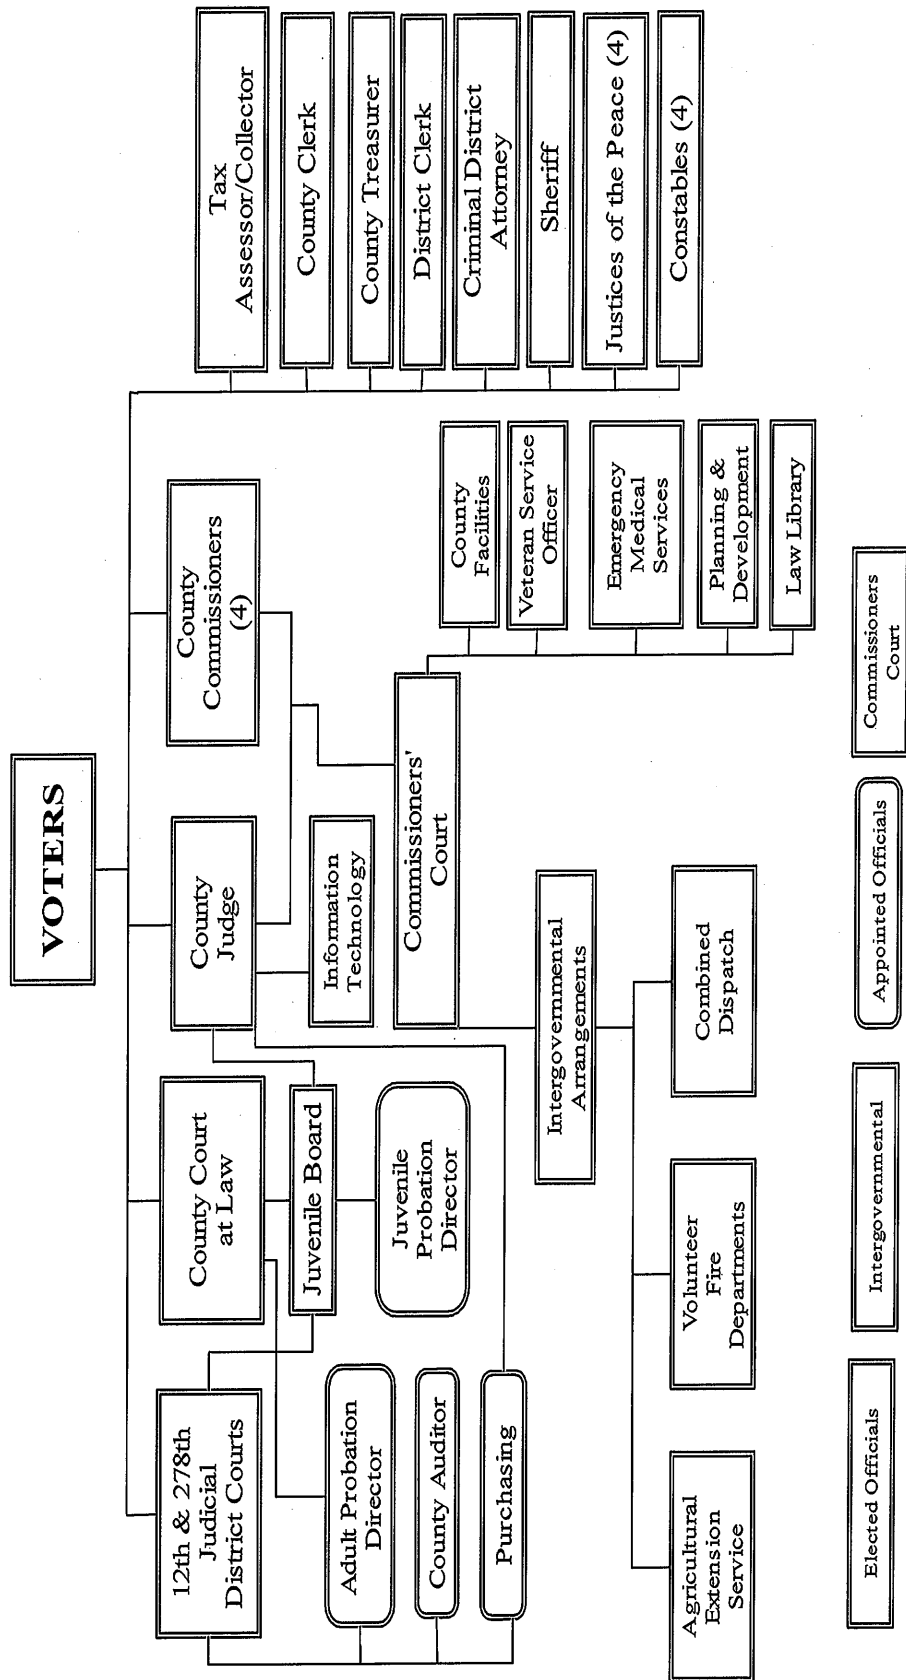 VOTERS
12th & 278th
Judicial
District Courts
County Court
at Law
County
Judge
County
Commissioners
(4)
Tax
Assessor/Collector
County Clerk
County Treasurer
District Clerk
Criminal District
Attorney
Sheriff
Justices of the Peace (4)
Constables (4)
Juvenile Board
Information
Technology
Adult Probation
Director
Juvenile
Probation
Director
County Auditor
Purchasing
Commissioners'
Court
County
Facilities
Veteran Service
Officer
Emergency
Medical
Services
Planning &
Development
Law Library
Intergovernmental
Arrangements
Agricultural
Extension
Service
Volunteer
Fire
Departments
Combined
Dispatch
Elected Officials
Intergovernmental
Appointed Officials
Commissioners
Court